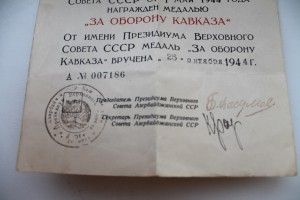 СОВЕТА СССР ОТ 1 МАЯ 1944 ГОДА
НАГРАЖДЕН МЕДАЛЬЮ
"ЗА ОБОРОНУ КАВКАЗА"
ОТ ИМЕНИ ПРЕЗИДИУМА ВЕРХОВНОГО
СОВЕТА СССР МЕДАЛЬ „ЗА ОБОРОНУ
КАВКАЗА“ ВРУЧЕНА „25 октября 1944 г.
А № 007186
Председатель Президиума Верховного
Совета Азербайджанской ССР
Секретарь Президиума Верховного
Совета Азербайджанской ССР